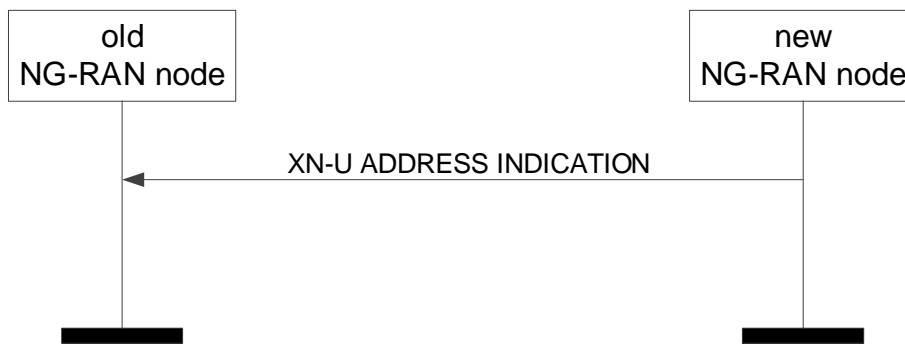 old
NG-RAN node
new
NG-RAN node
XN-U ADDRESS INDICATION